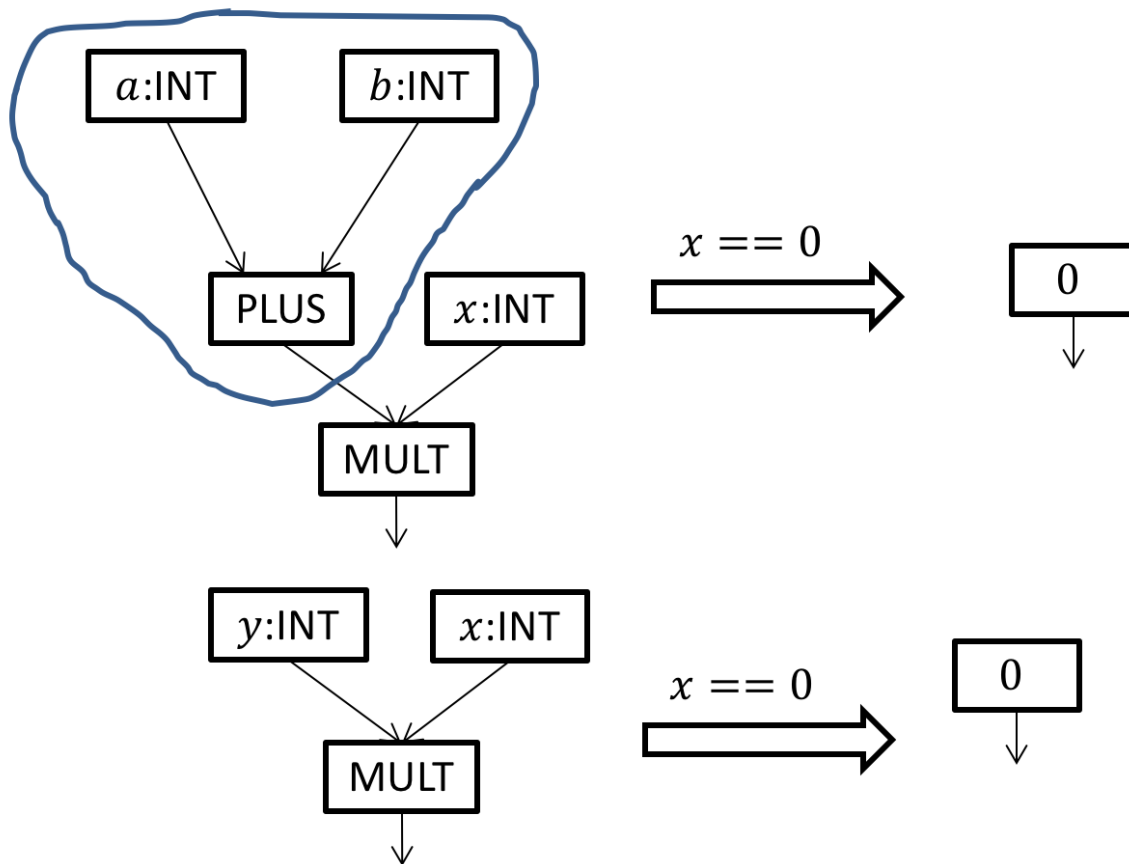 a:INT b:INT
x == 0
PLUS x:INT 0
MULT
y:INT x:INT
x == 0 0
MULT